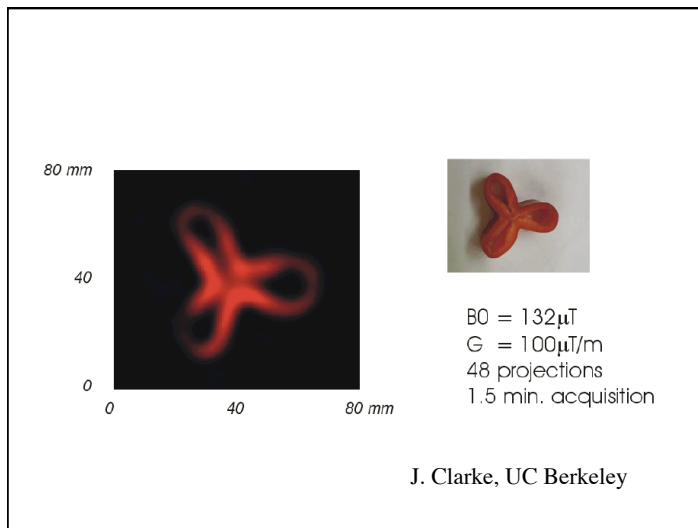 80 mm
40
0
0 40 80 mm
B0 = 132μT
G = 100μT/m
48 projections
1.5 min. acquisition
J. Clarke, UC Berkeley